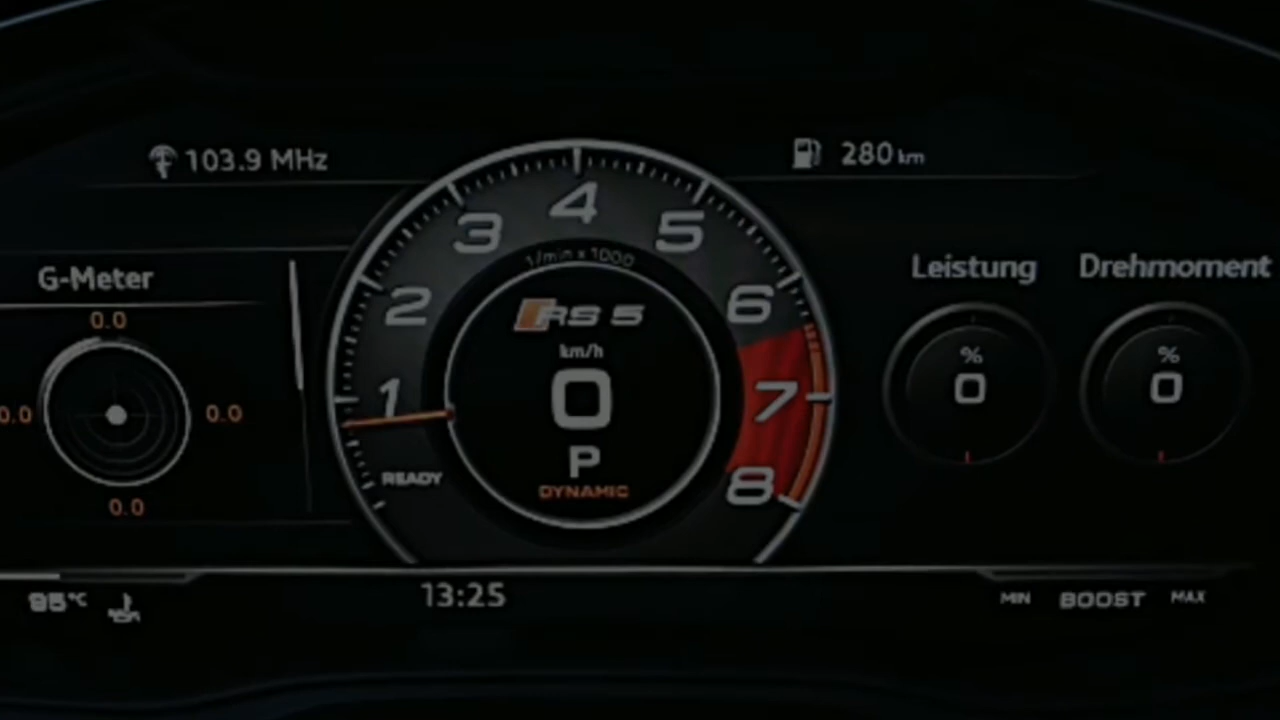 103.9 MHz
280 km
G-Meter
0.0
0.0
0.0
0.0
1
2
3
4
5
6
7
8
1/min x 1000
RS 5
km/h
0
P
DYNAMIC
READY
Leistung
%
0
Drehmoment
%
0
95°C
13:25
MIN BOOST MAX